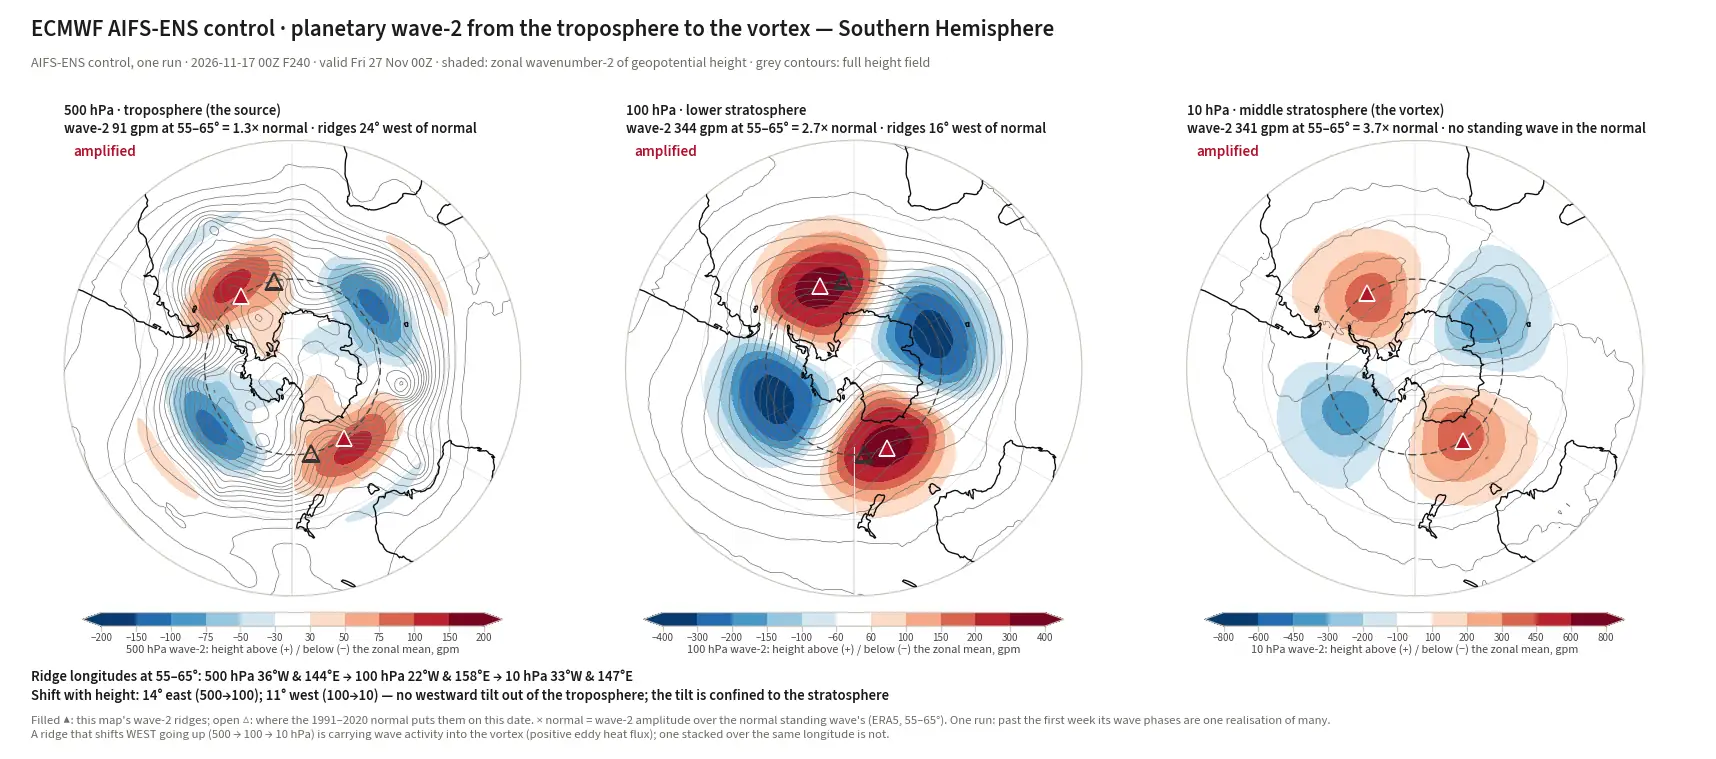 ECMWF AIFS-ENS control · planetary wave-2 from the troposphere to the vortex — Southern Hemisphere
AIFS-ENS control, one run · 2026-11-17 00Z F240 · valid Fri 27 Nov 00Z · shaded: zonal wavenumber-2 of geopotential height · grey contours: full height field
500 hPa · troposphere (the source)
wave-2 91 gpm at 55–65° = 1.3× normal · ridges 24° west of normal
amplified
100 hPa · lower stratosphere
wave-2 344 gpm at 55–65° = 2.7× normal · ridges 16° west of normal
amplified
10 hPa · middle stratosphere (the vortex)
wave-2 341 gpm at 55–65° = 3.7× normal · no standing wave in the normal
amplified
−200 −150 −100 −75 −50 −30 30 50 75 100 150 200
500 hPa wave-2: height above (+) / below (−) the zonal mean, gpm
−400 −300 −200 −150 −100 −60 60 100 150 200 300 400
100 hPa wave-2: height above (+) / below (−) the zonal mean, gpm
−800 −600 −450 −300 −200 −100 100 200 300 450 600 800
10 hPa wave-2: height above (+) / below (−) the zonal mean, gpm
Ridge longitudes at 55–65°: 500 hPa 36°W & 144°E → 100 hPa 22°W & 158°E → 10 hPa 33°W & 147°E
Shift with height: 14° east (500→100); 11° west (100→10) — no westward tilt out of the troposphere; the tilt is confined to the stratosphere
Filled ▲: this map's wave-2 ridges; open △: where the 1991–2020 normal puts them on this date. × normal = wave-2 amplitude over the normal standing wave's (ERA5, 55–65°). One run: past the first week its wave phases are one realisation of many.
A ridge that shifts WEST going up (500 → 100 → 10 hPa) is carrying wave activity into the vortex (positive eddy heat flux); one stacked over the same longitude is not.